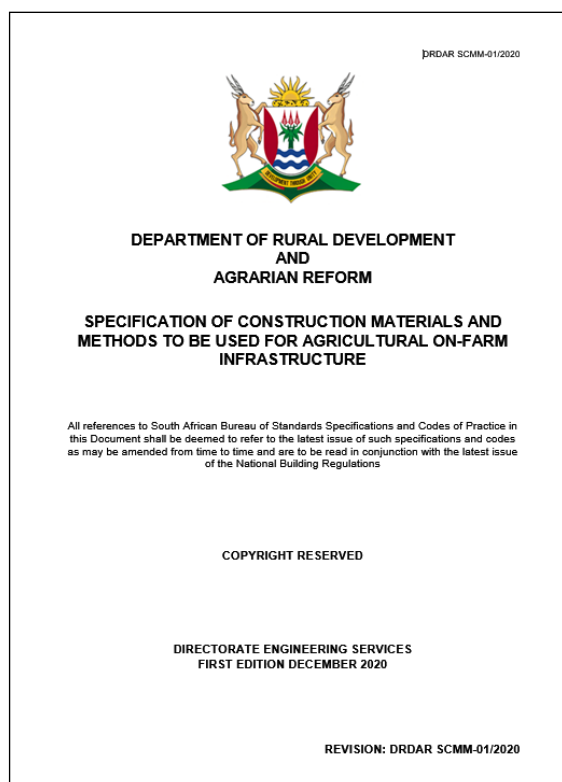 DRDAR SCMM-01/2020
DEVELOPMENT THROUGH UNITY
DEPARTMENT OF RURAL DEVELOPMENT
AND
AGRARIAN REFORM
SPECIFICATION OF CONSTRUCTION MATERIALS AND
METHODS TO BE USED FOR AGRICULTURAL ON-FARM
INFRASTRUCTURE
All references to South African Bureau of Standards Specifications and Codes of Practice in
this Document shall be deemed to refer to the latest issue of such specifications and codes
as may be amended from time to time and are to be read in conjunction with the latest issue
of the National Building Regulations
COPYRIGHT RESERVED
DIRECTORATE ENGINEERING SERVICES
FIRST EDITION DECEMBER 2020
REVISION: DRDAR SCMM-01/2020